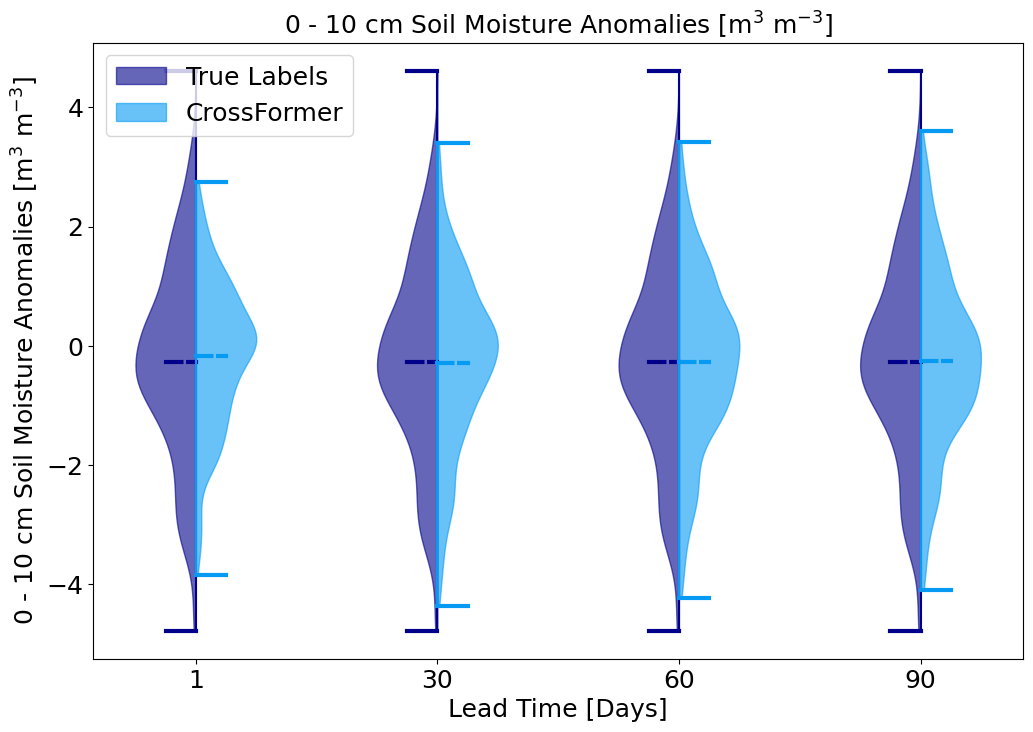 0 - 10 cm Soil Moisture Anomalies [m³ m⁻³]
True Labels
CrossFormer
0 - 10 cm Soil Moisture Anomalies [m³ m⁻³]
4
2
0
−2
−4
1 30 60 90
Lead Time [Days]